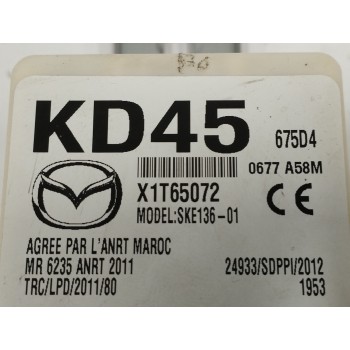 KD45 675D4
0677 A58M
X1T65072
MODEL:SKE136-01
CE
AGREE PAR L'ANRT MAROC
MR 6235 ANRT 2011 24933/SDPPI/2012
TRC/LPD/2011/80 1953